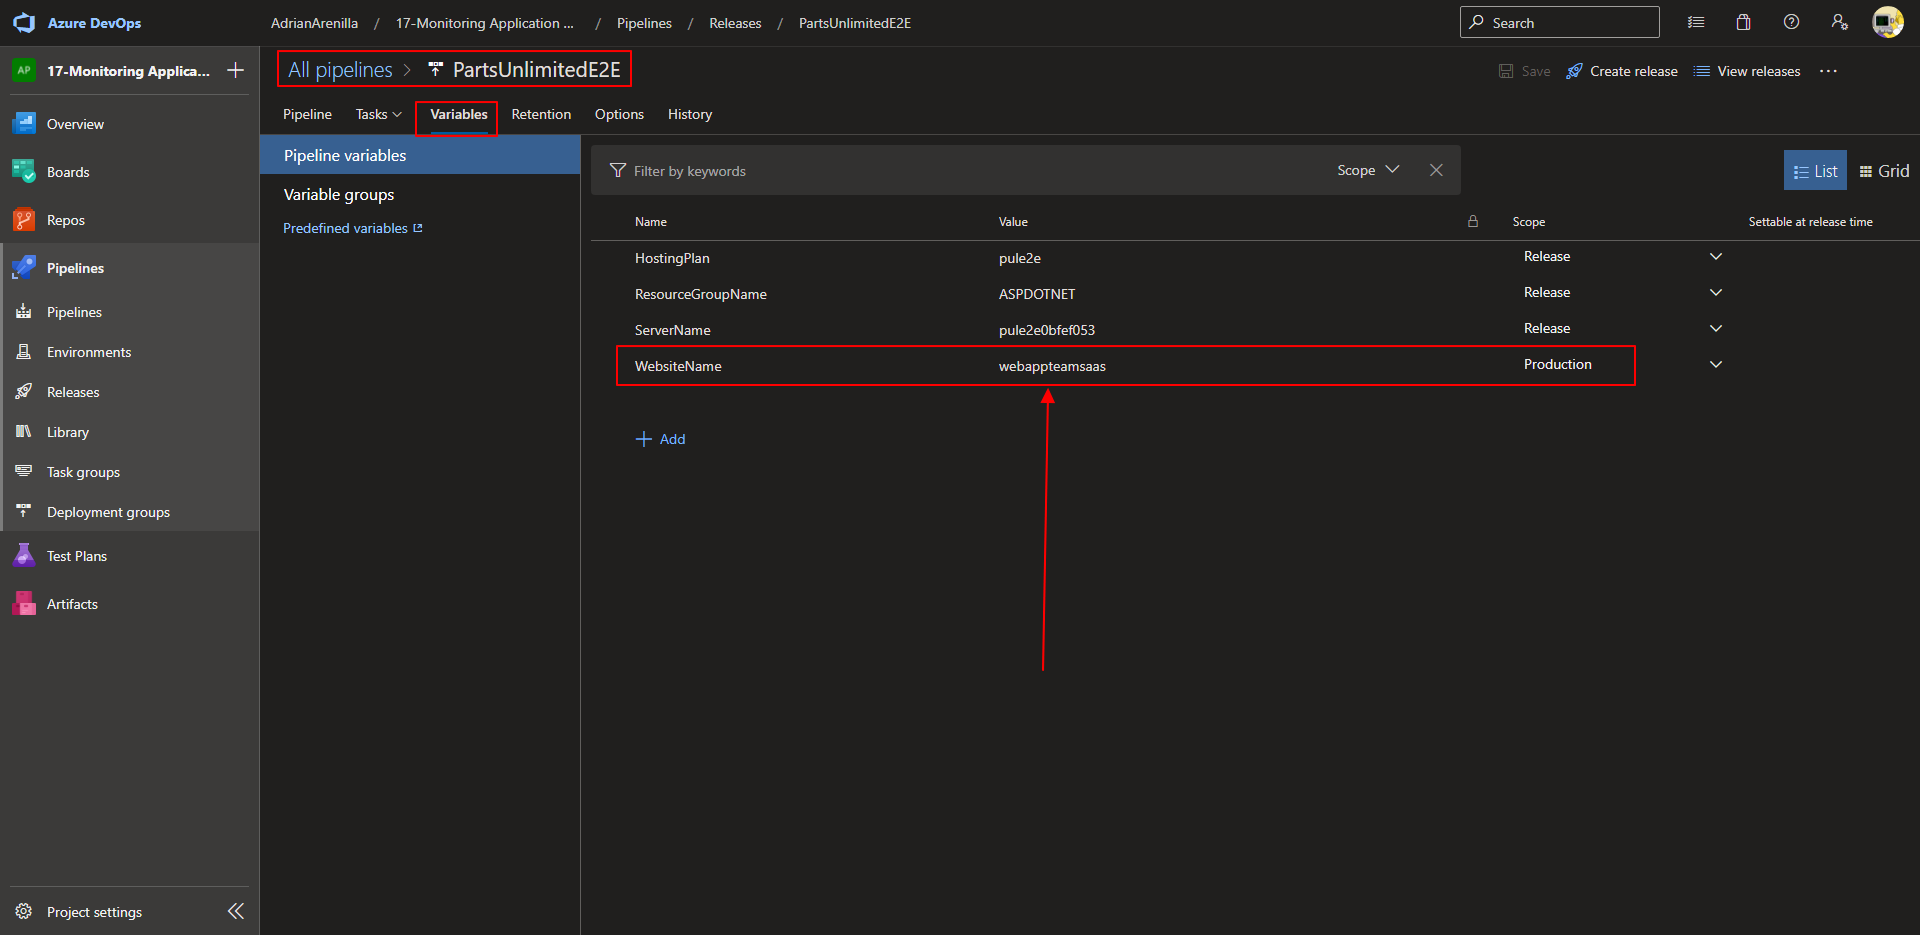 Azure DevOps
AdrianArenilla / 17-Monitoring Application ... / Pipelines / Releases / PartsUnlimitedE2E
Search
AP 17-Monitoring Applica...
Overview
Boards
Repos
Pipelines
Pipelines
Environments
Releases
Library
Task groups
Deployment groups
Test Plans
Artifacts
Project settings
All pipelines > PartsUnlimitedE2E
Save Create release View releases ...
Pipeline Tasks Variables Retention Options History
Pipeline variables
Variable groups
Predefined variables
Filter by keywords Scope
List Grid
Name Value Scope Settable at release time
HostingPlan pule2e Release
ResourceGroupName ASPDOTNET Release
ServerName pule2e0bfef053 Release
WebsiteName webappteamsaas Production
+ Add